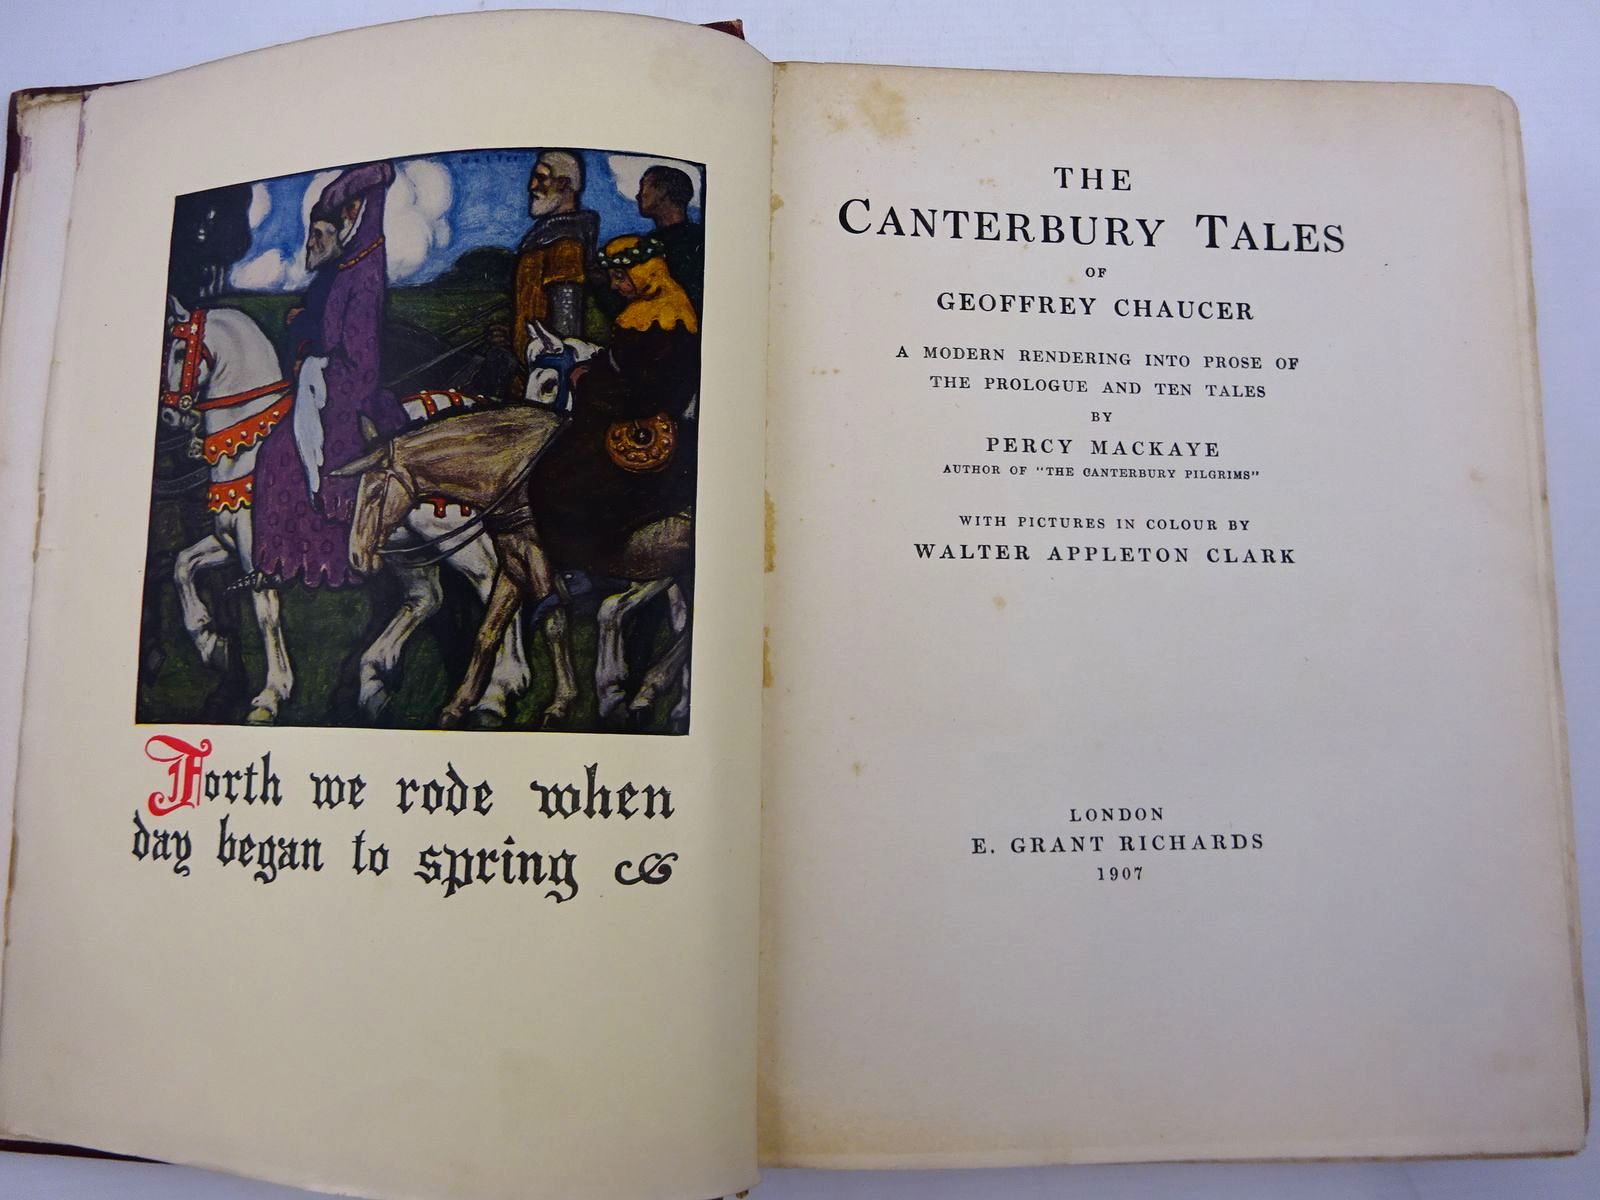 Forth we rode when
day began to spring
THE
CANTERBURY TALES
OF
GEOFFREY CHAUCER
A MODERN RENDERING INTO PROSE OF
THE PROLOGUE AND TEN TALES
BY
PERCY MACKAYE
AUTHOR OF "THE CANTERBURY PILGRIMS"
WITH PICTURES IN COLOUR BY
WALTER APPLETON CLARK
LONDON
E. GRANT RICHARDS
1907